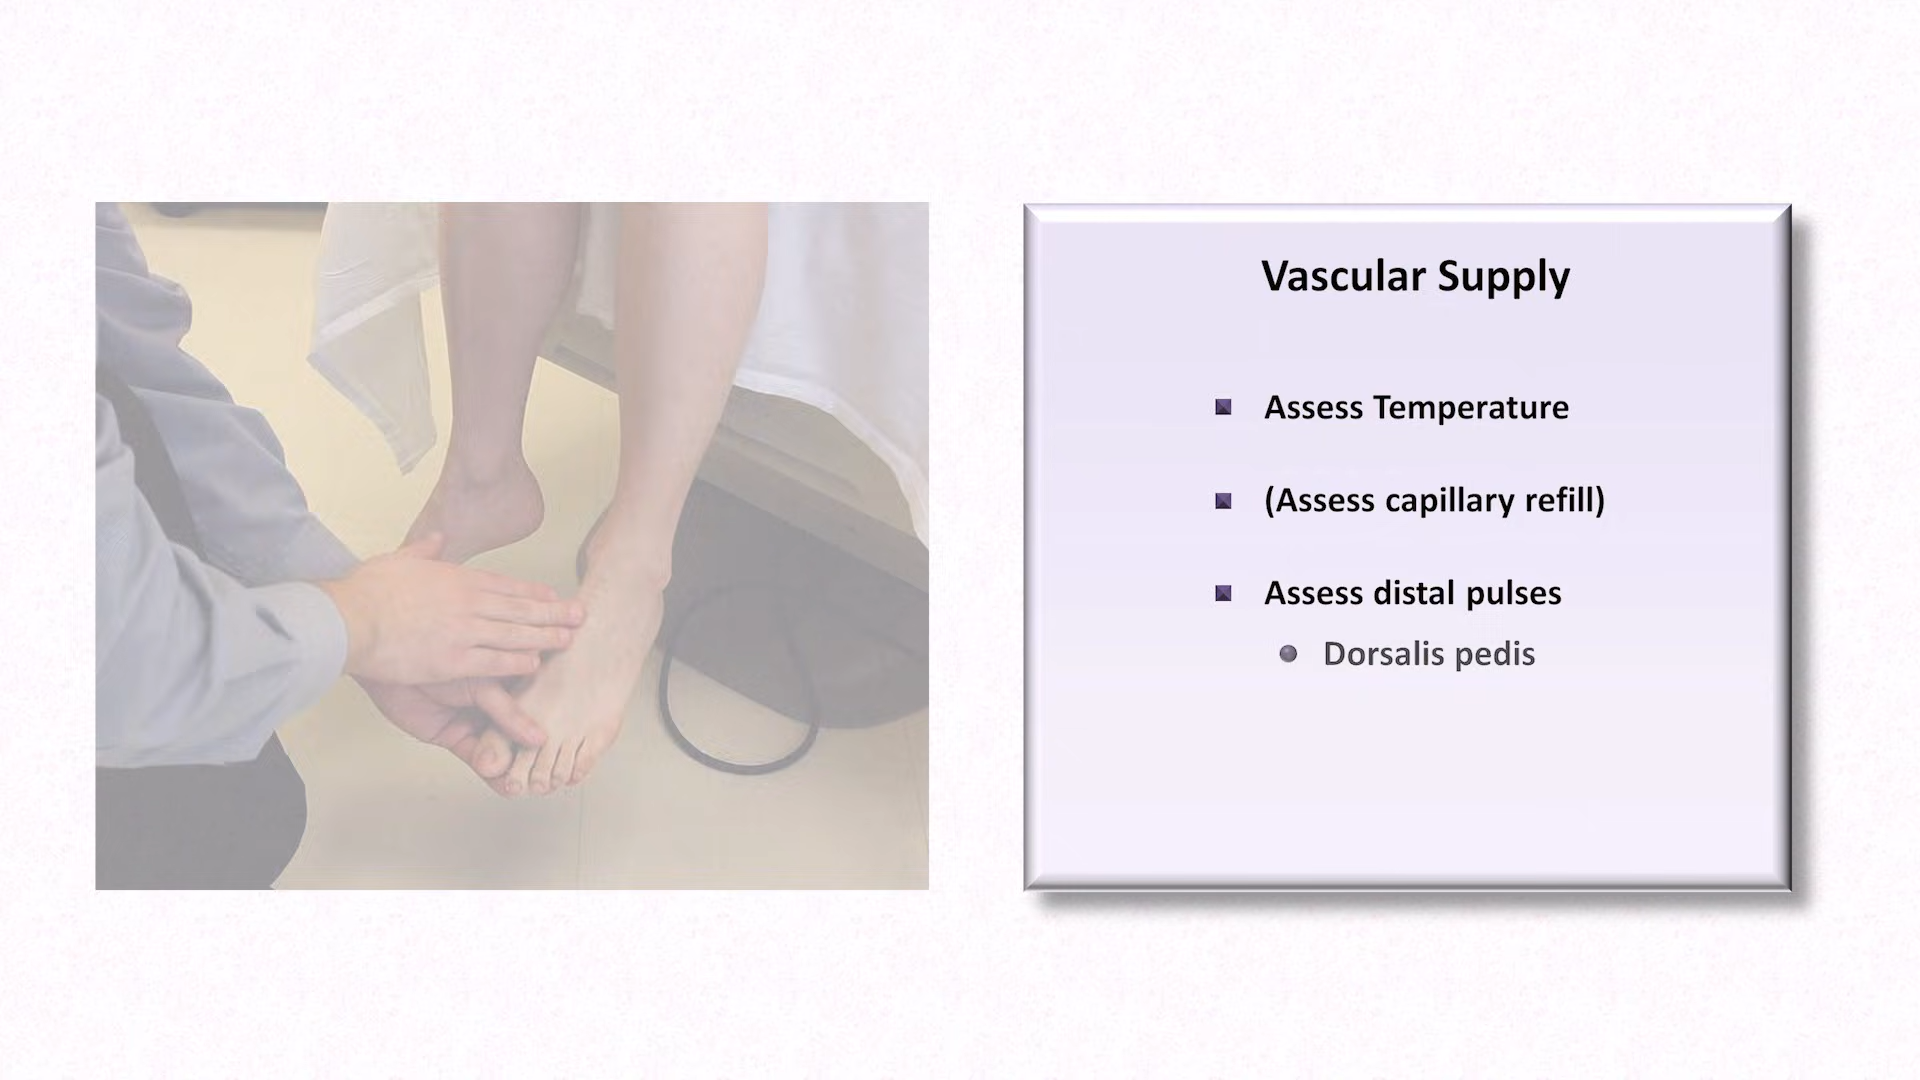 Vascular Supply
Assess Temperature
(Assess capillary refill)
Assess distal pulses
Dorsalis pedis